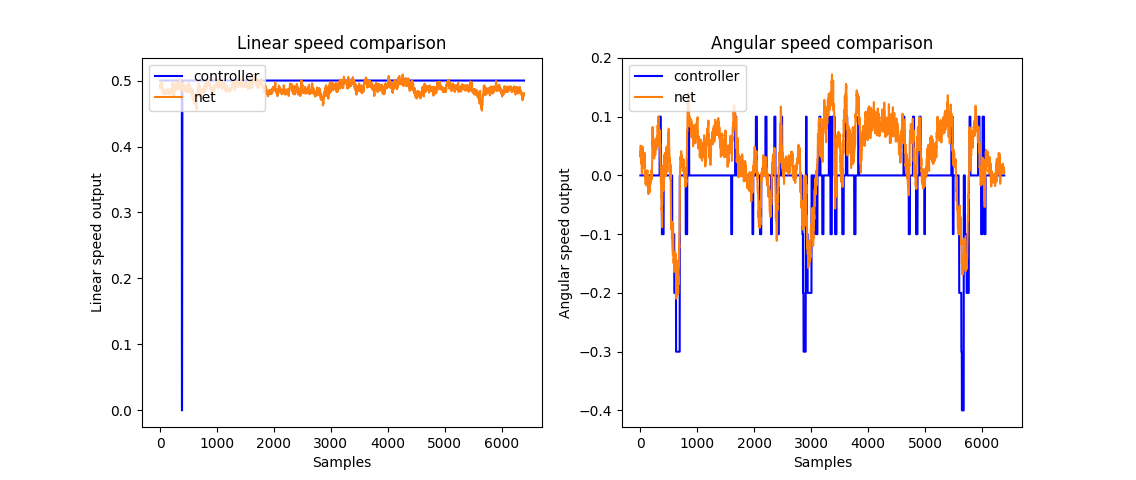 Linear speed comparison
controller
net
Linear speed output
0.5
0.4
0.3
0.2
0.1
0.0
0 1000 2000 3000 4000 5000 6000
Samples
Angular speed comparison
controller
net
Angular speed output
0.2
0.1
0.0
−0.1
−0.2
−0.3
−0.4
0 1000 2000 3000 4000 5000 6000
Samples